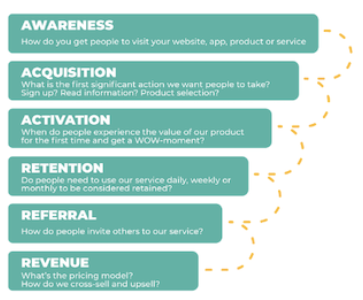 AWARENESS
How do you get people to visit your website, app, product or service
ACQUISITION
What is the first significant action we want people to take?
Sign up? Read information? Product selection?
ACTIVATION
When do people experience the value of our product
for the first time and get a WOW-moment?
RETENTION
Do people need to use our service daily, weekly or
monthly to be considered retained?
REFERRAL
How do people invite others to our service?
REVENUE
What's the pricing model?
How do we cross-sell and upsell?